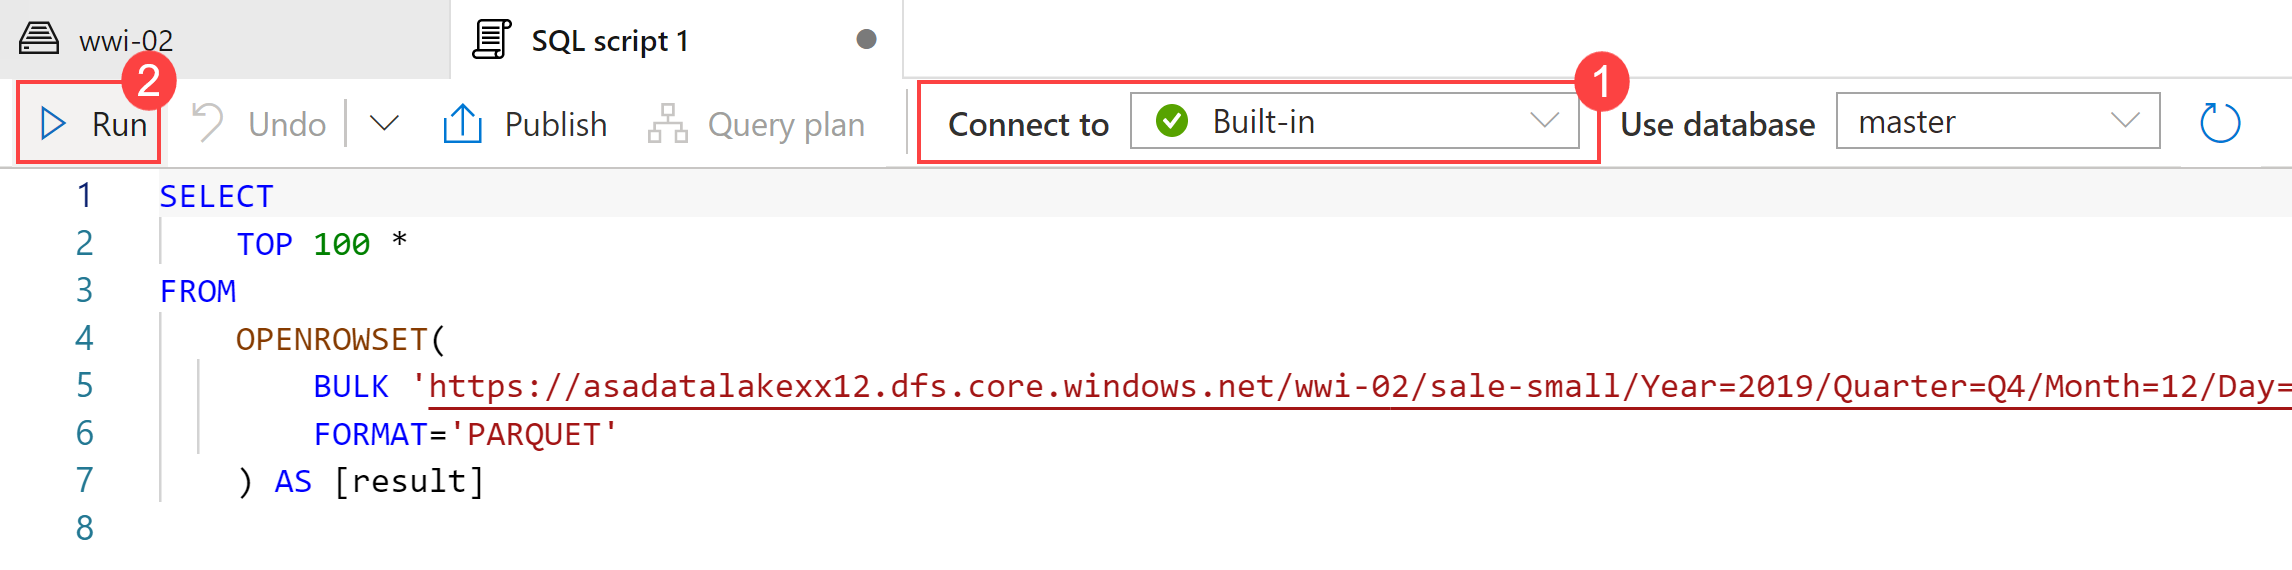 wwi-02 SQL script 1
2 1
Run Undo Publish Query plan Connect to Built-in Use database master
1 SELECT
2 TOP 100 *
3 FROM
4 OPENROWSET(
5 BULK 'https://asadatalakexx12.dfs.core.windows.net/wwi-02/sale-small/Year=2019/Quarter=Q4/Month=12/Day=
6 FORMAT='PARQUET'
7 ) AS [result]
8